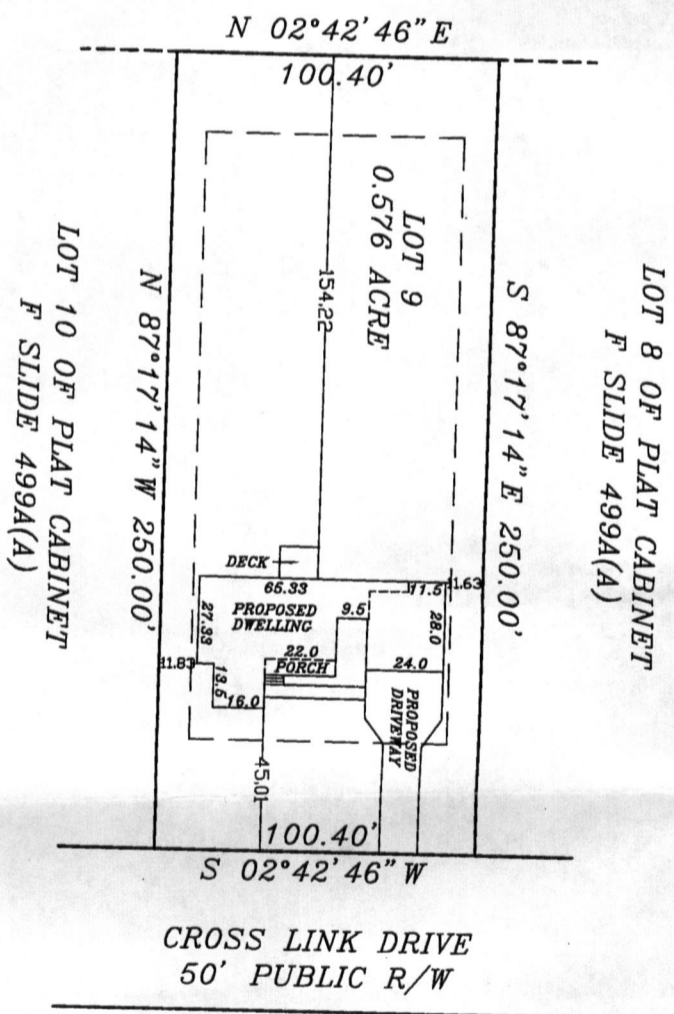 N 02°42'46" E
100.40'
LOT 8 OF PLAT CABINET
F SLIDE 499A(A)
LOT 9
0.576 ACRE
154.22
S 87°17'14" E 250.00'
N 87°17'14" W 250.00'
LOT 10 OF PLAT CABINET
F SLIDE 499A(A)
DECK
65.33
11.5
1.63
PROPOSED
DWELLING
9.5
28.0
27.33
22.0
PORCH
24.0
11.83
13.5
16.0
PROPOSED
DRIVEWAY
45.01
100.40'
S 02°42'46" W
CROSS LINK DRIVE
50' PUBLIC R/W